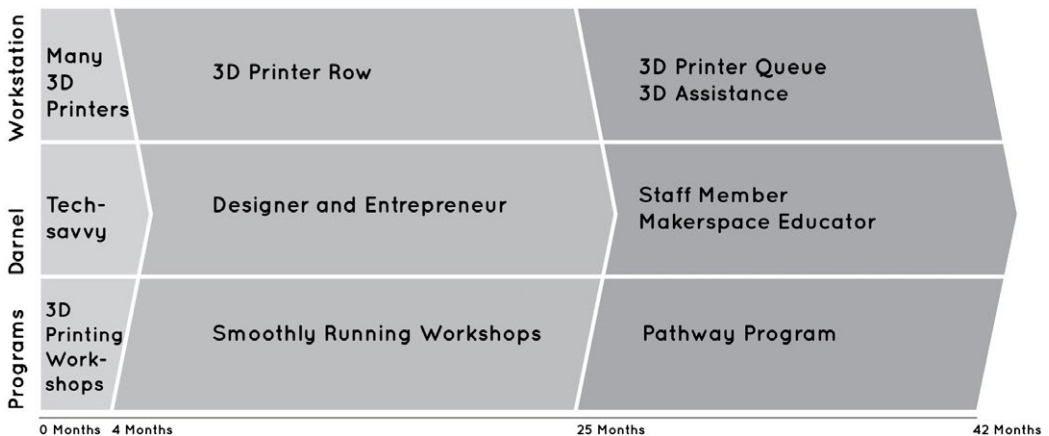 Workstation
Many
3D
Printers
3D Printer Row
3D Printer Queue
3D Assistance
Darnel
Tech-
savvy
Designer and Entrepreneur
Staff Member
Makerspace Educator
Programs
3D
Printing
Work-
shops
Smoothly Running Workshops
Pathway Program
0 Months
4 Months
25 Months
42 Months